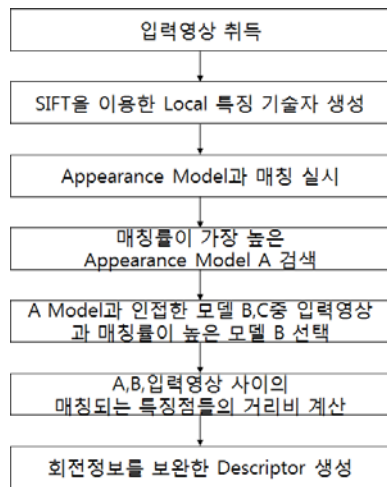 입력영상 취득
SIFT을 이용한 Local 특징 기술자 생성
Appearance Model과 매칭 실시
매칭률이 가장 높은
Appearance Model A 검색
A Model과 인접한 모델 B,C중 입력영상
과 매칭률이 높은 모델 B 선택
A,B,입력영상 사이의
매칭되는 특징점들의 거리비 계산
회전정보를 보완한 Descriptor 생성